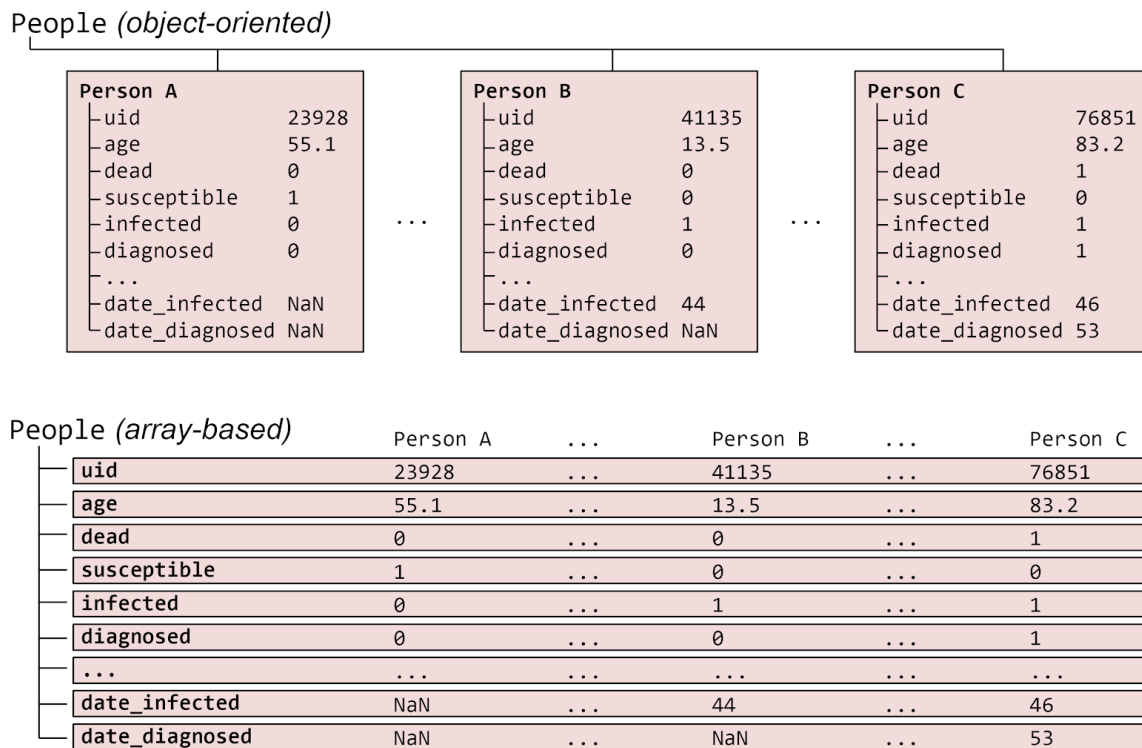 People (object-oriented)
Person A
uid 23928
age 55.1
dead 0
susceptible 1
infected 0
diagnosed 0
...
date_infected NaN
date_diagnosed NaN
...
Person B
uid 41135
age 13.5
dead 0
susceptible 0
infected 1
diagnosed 0
...
date_infected 44
date_diagnosed NaN
...
Person C
uid 76851
age 83.2
dead 1
susceptible 0
infected 1
diagnosed 1
...
date_infected 46
date_diagnosed 53
People (array-based) Person A ... Person B ... Person C
uid 23928 ... 41135 ... 76851
age 55.1 ... 13.5 ... 83.2
dead 0 ... 0 ... 1
susceptible 1 ... 0 ... 0
infected 0 ... 1 ... 1
diagnosed 0 ... 0 ... 1
... ... ... ... ... ...
date_infected NaN ... 44 ... 46
date_diagnosed NaN ... NaN ... 53